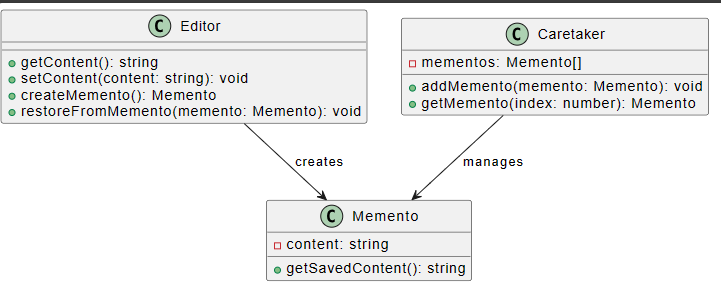 C Editor
getContent(): string
setContent(content: string): void
createMemento(): Memento
restoreFromMemento(memento: Memento): void
C Caretaker
mementos: Memento[]
addMemento(memento: Memento): void
getMemento(index: number): Memento
creates
manages
C Memento
content: string
getSavedContent(): string